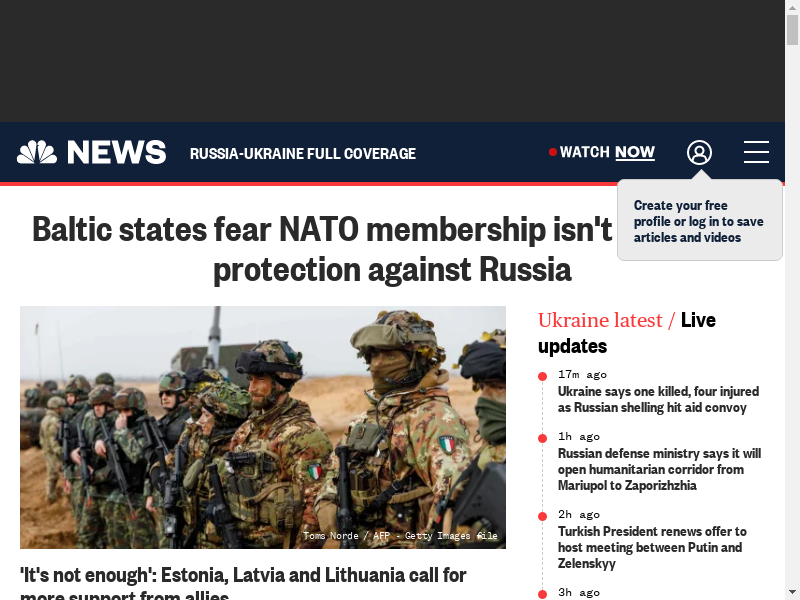 NEWS
RUSSIA-UKRAINE FULL COVERAGE
WATCH NOW
Create your free
profile or log in to save
articles and videos
Baltic states fear NATO membership isn't
protection against Russia
Toms Norde / AFP - Getty Images file
'It's not enough': Estonia, Latvia and Lithuania call for
more support from allies
Ukraine latest / Live
updates
17m ago
Ukraine says one killed, four injured
as Russian shelling hit aid convoy
1h ago
Russian defense ministry says it will
open humanitarian corridor from
Mariupol to Zaporizhzhia
2h ago
Turkish President renews offer to
host meeting between Putin and
Zelenskyy
3h ago